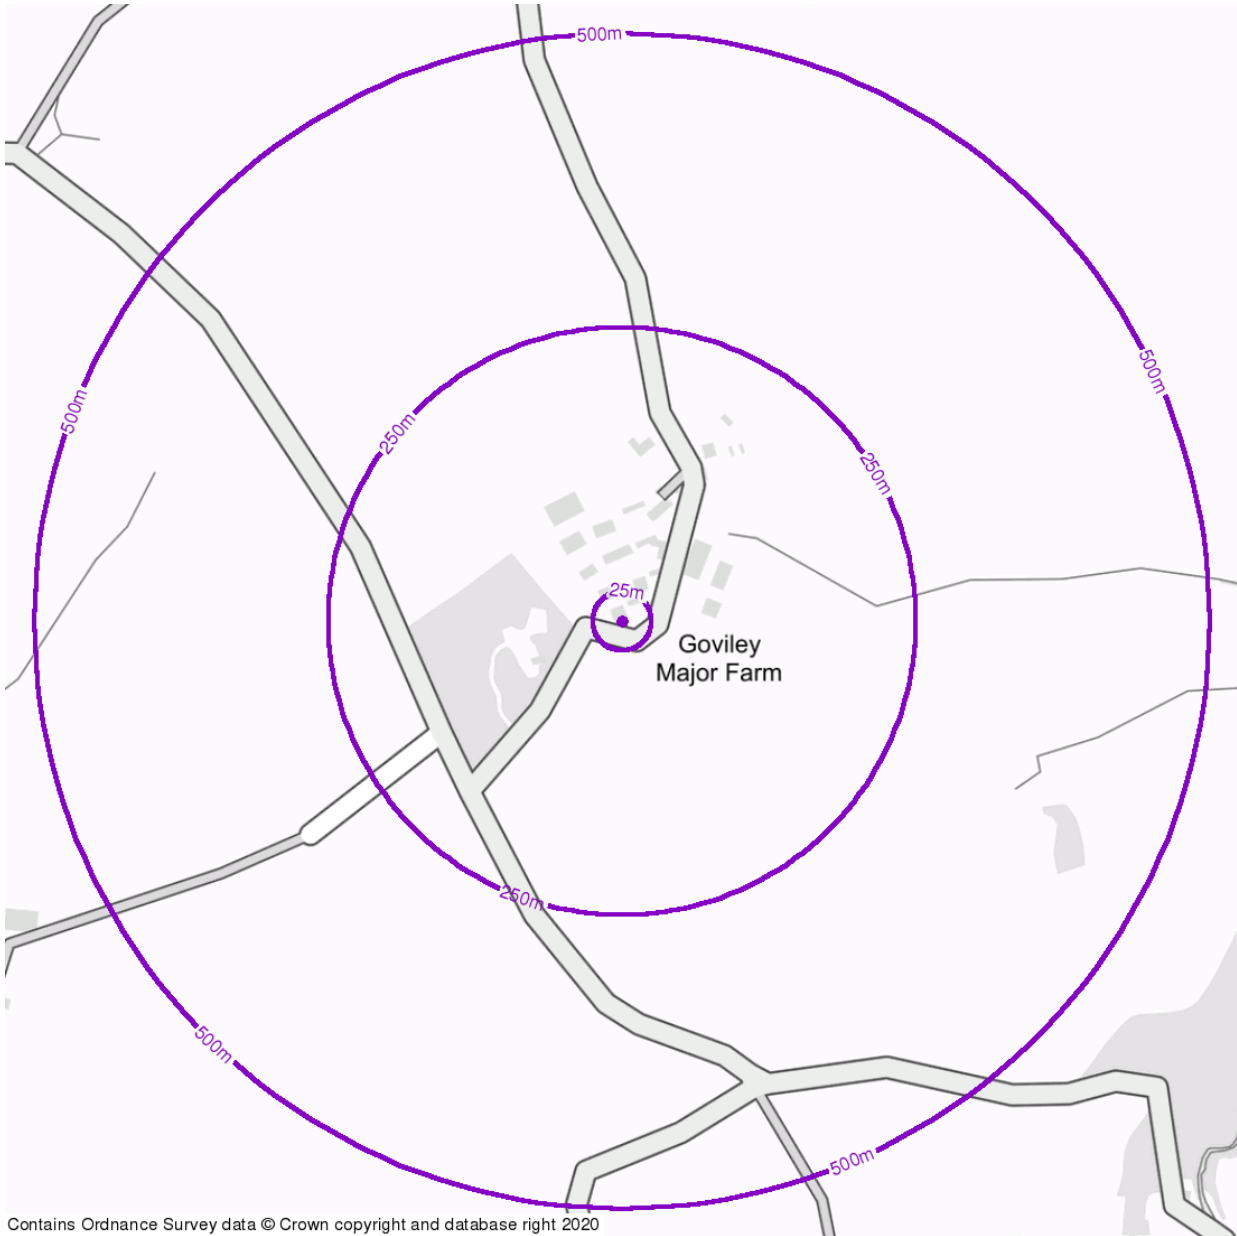 500m
500m
500m
250m
250m
25m
Goviley
Major Farm
250m
500m
500m
Contains Ordnance Survey data © Crown copyright and database right 2020